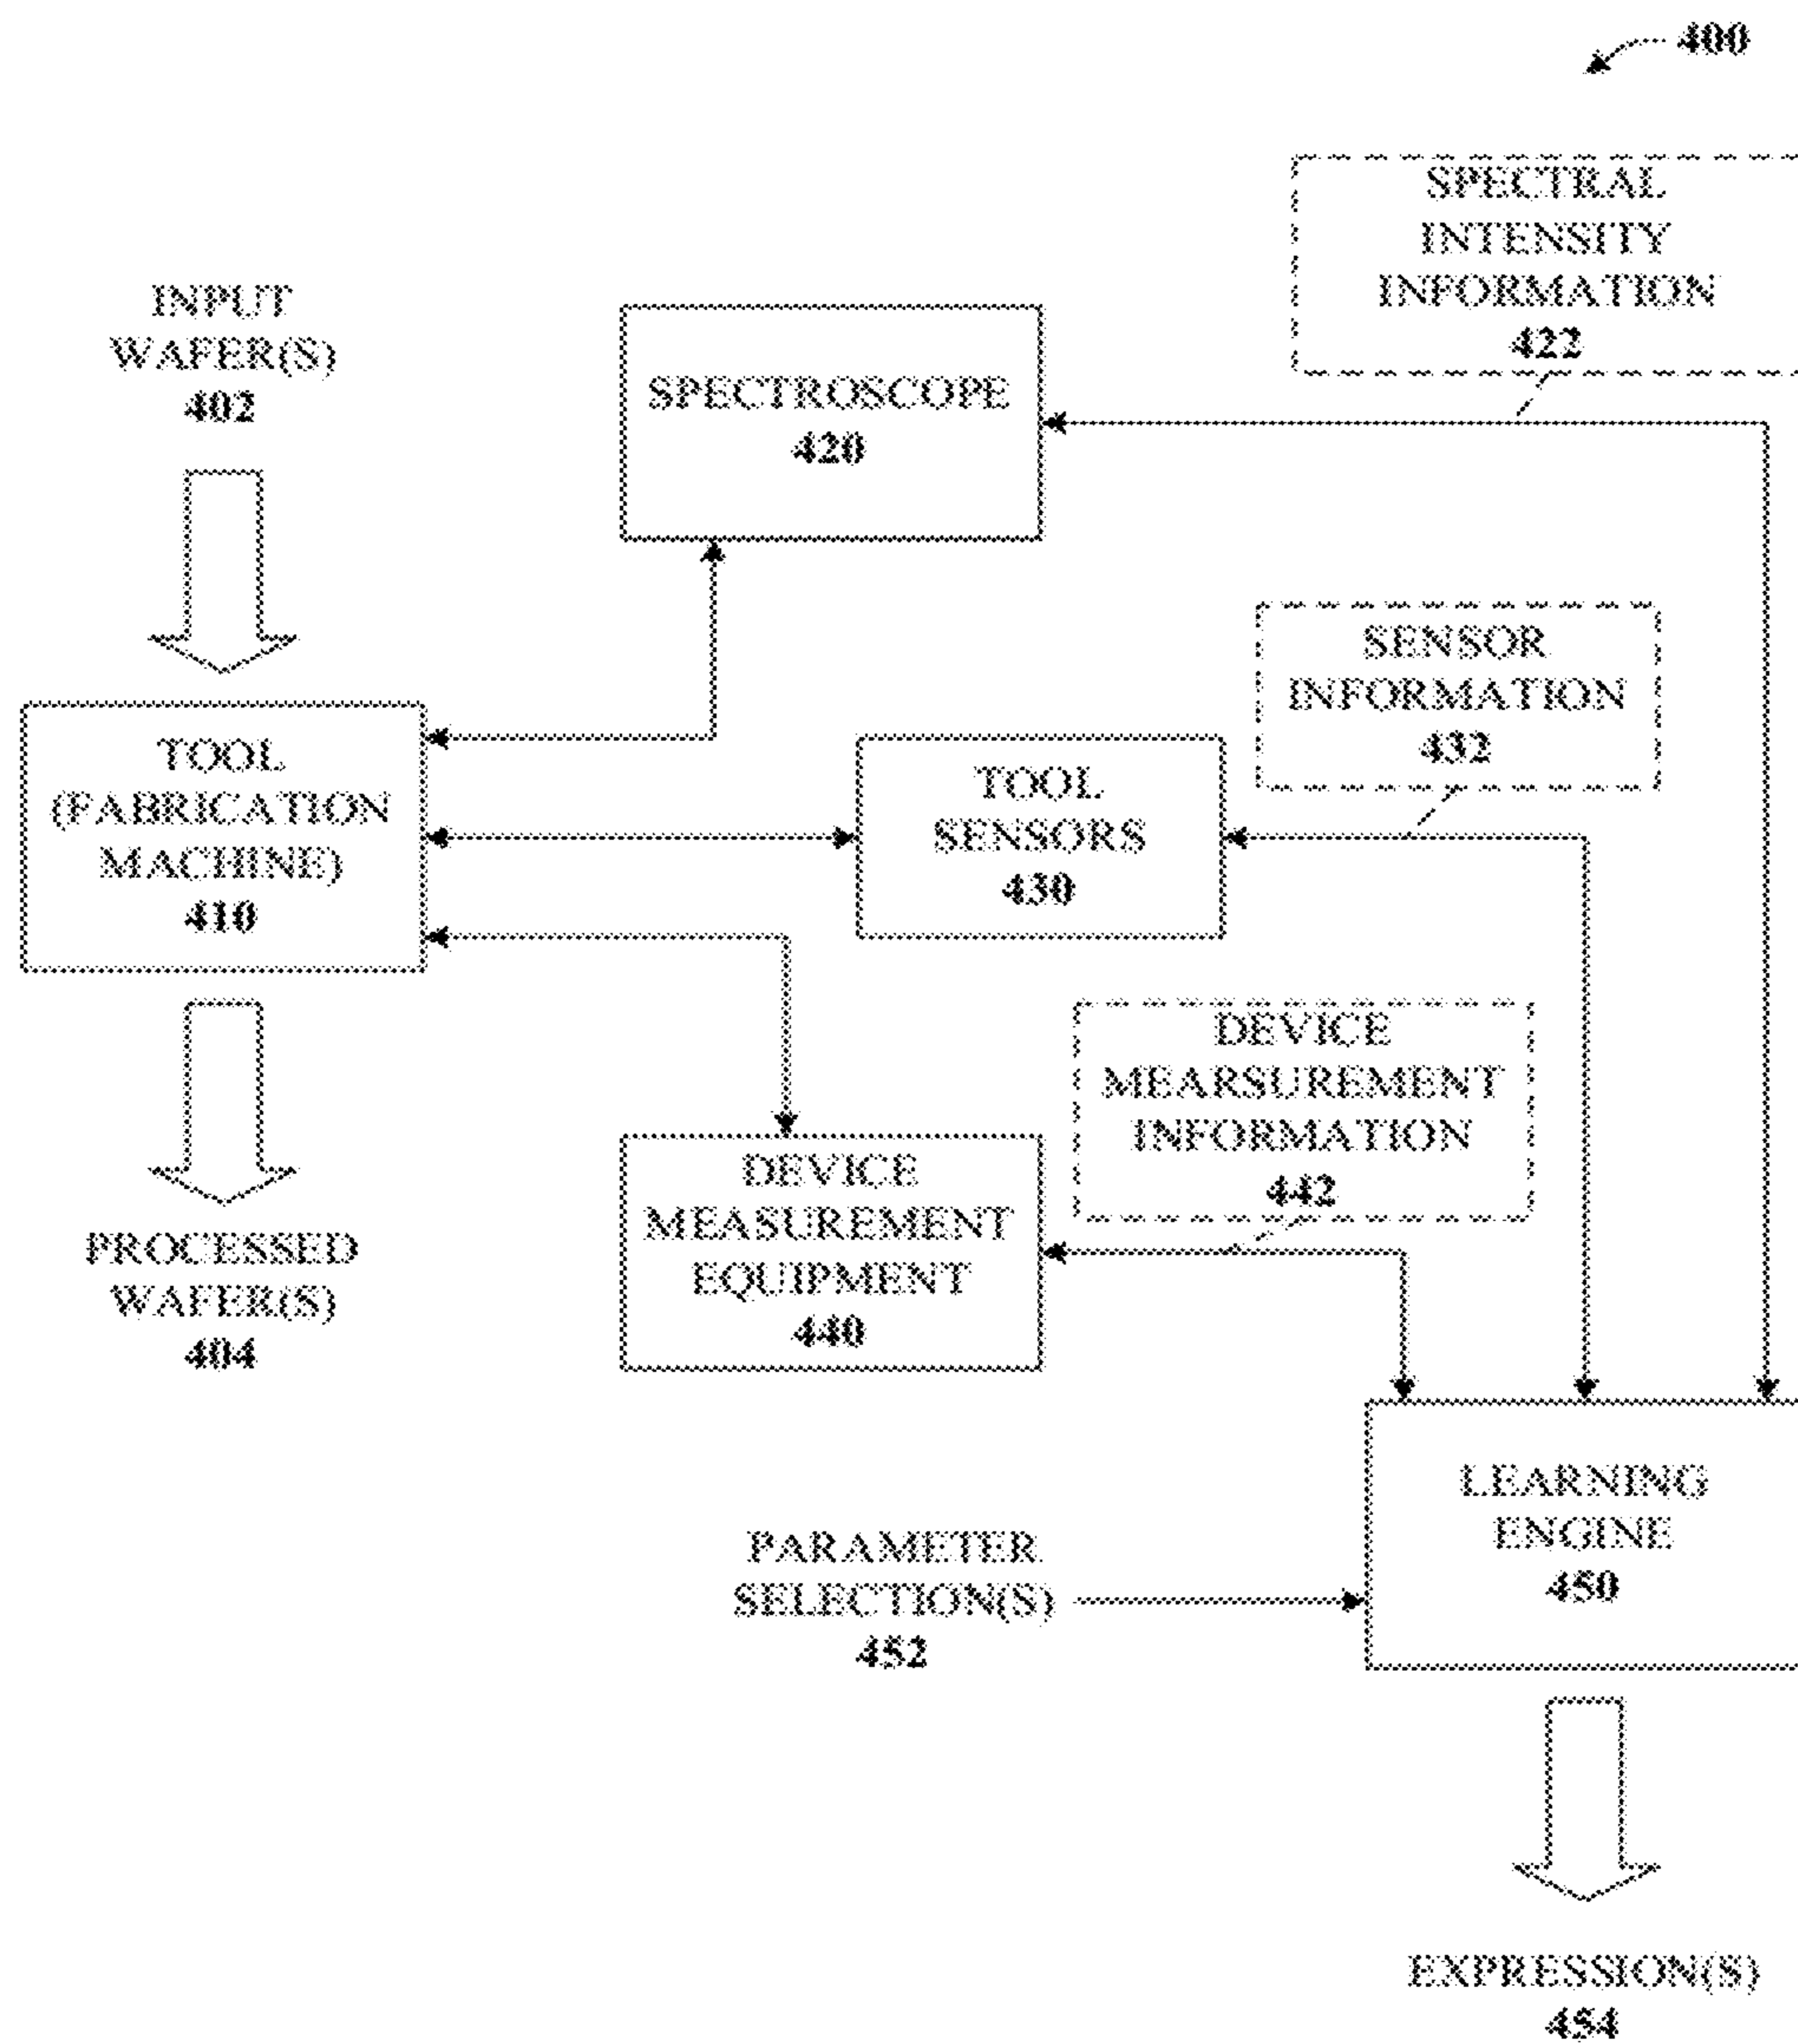 400
SPECTRAL
INTENSITY
INFORMATION
422
INPUT
WAFER(S)
402
SPECTROSCOPE
420
SENSOR
INFORMATION
432
TOOL
(FABRICATION
MACHINE)
410
TOOL
SENSORS
430
DEVICE
MEARSUREMENT
INFORMATION
442
DEVICE
MEASUREMENT
EQUIPMENT
440
PROCESSED
WAFER(S)
404
LEARNING
ENGINE
450
PARAMETER
SELECTION(S)
452
EXPRESSION(S)
454